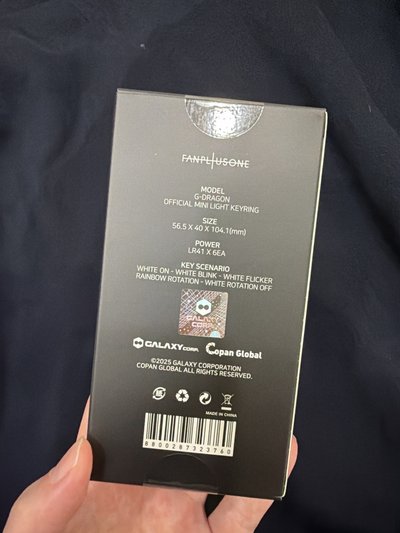 FANPLUSONE
MODEL
G-DRAGON
OFFICIAL MINI LIGHT KEYRING
SIZE
56.5 X 40 X 104.1(mm)
POWER
LR41 X 6EA
KEY SCENARIO
WHITE ON - WHITE BLINK - WHITE FLICKER
RAINBOW ROTATION - WHITE ROTATION OFF
GALAXY
CORP.
GALAXY CORP. Copan Global
©2025 GALAXY CORPORATION
COPAN GLOBAL ALL RIGHTS RESERVED.
MADE IN CHINA
8800287323760